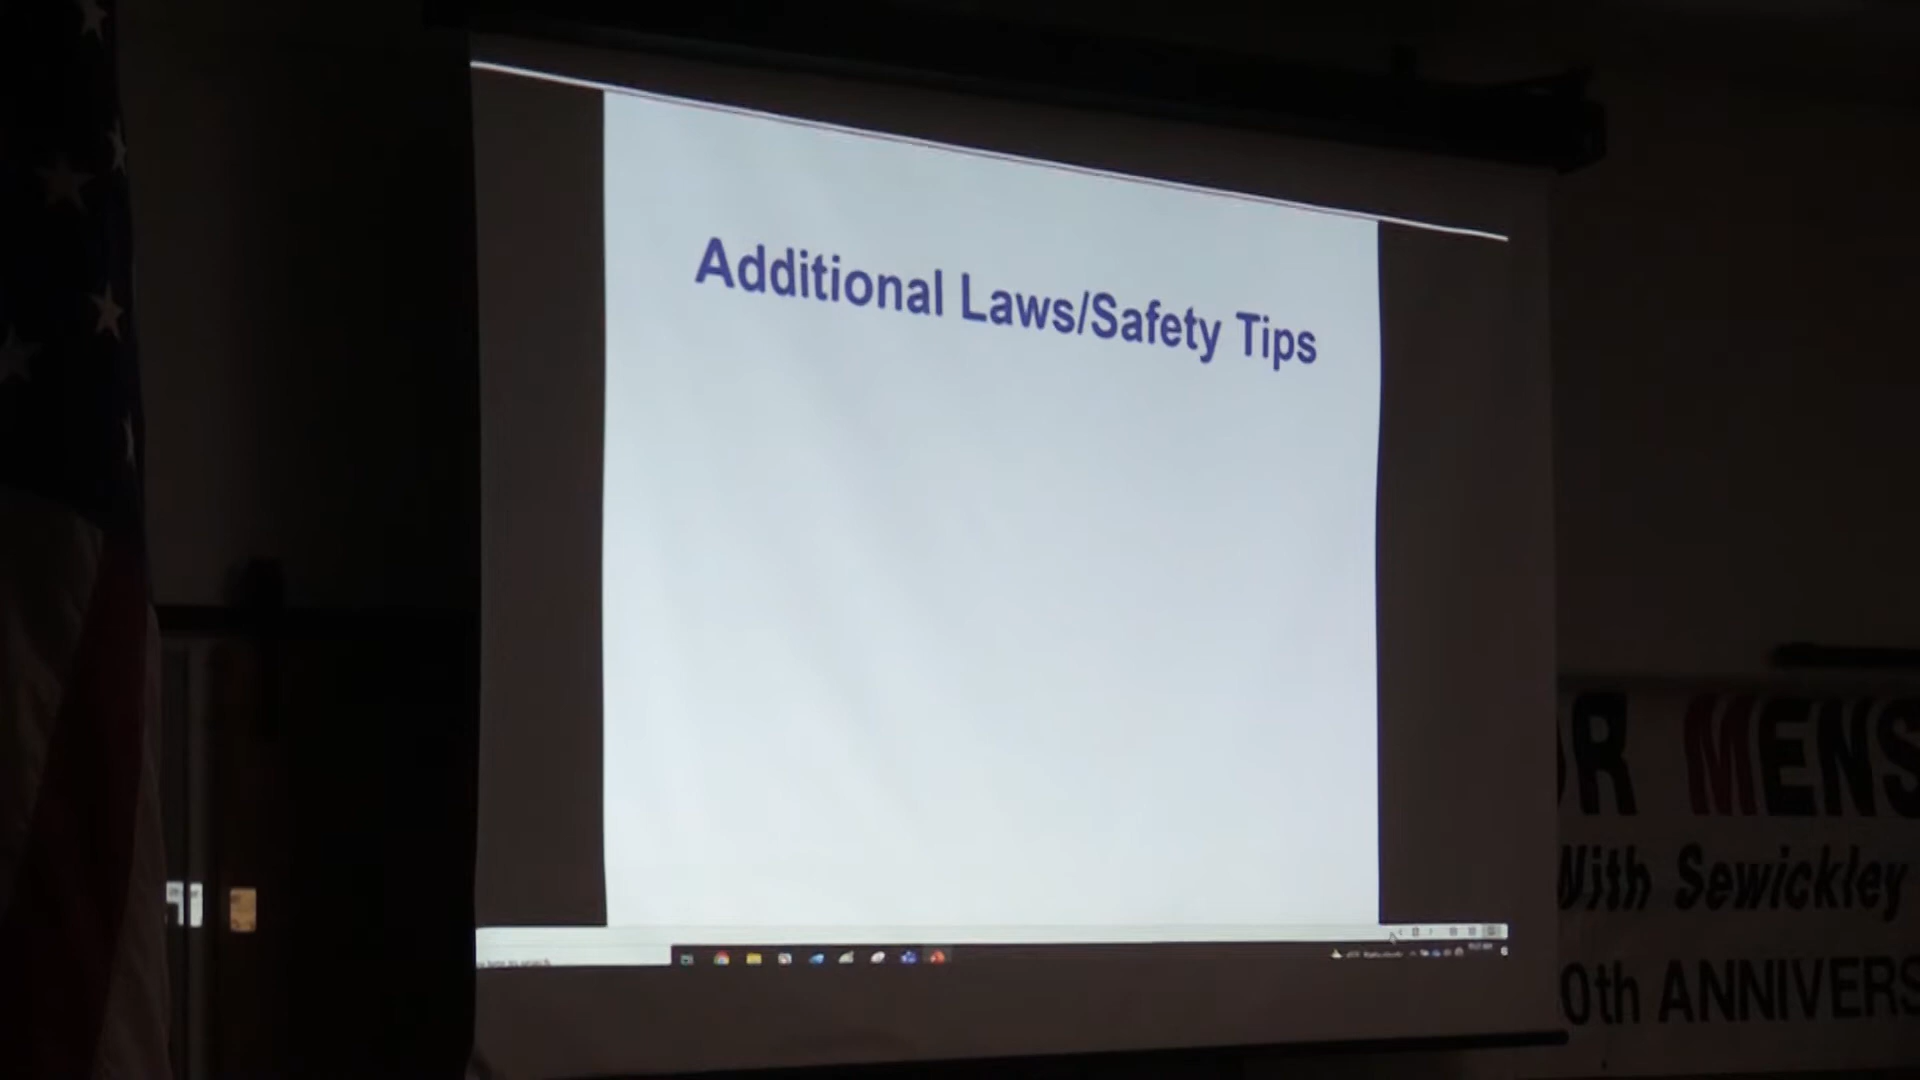 Additional Laws/Safety Tips
OR MENS
With Sewickley
0th ANNIVERS